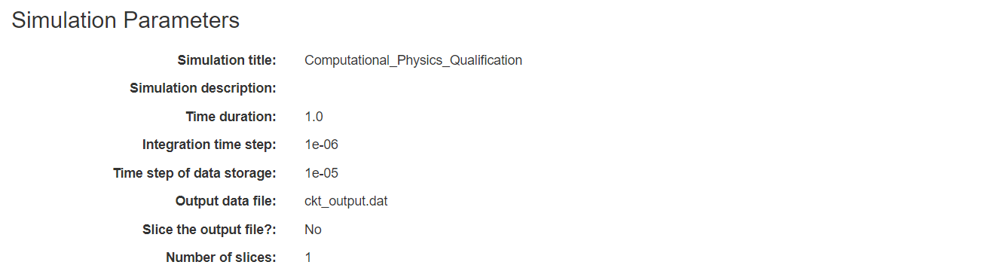 Simulation Parameters
Simulation title: Computational_Physics_Qualification
Simulation description:
Time duration: 1.0
Integration time step: 1e-06
Time step of data storage: 1e-05
Output data file: ckt_output.dat
Slice the output file?: No
Number of slices: 1